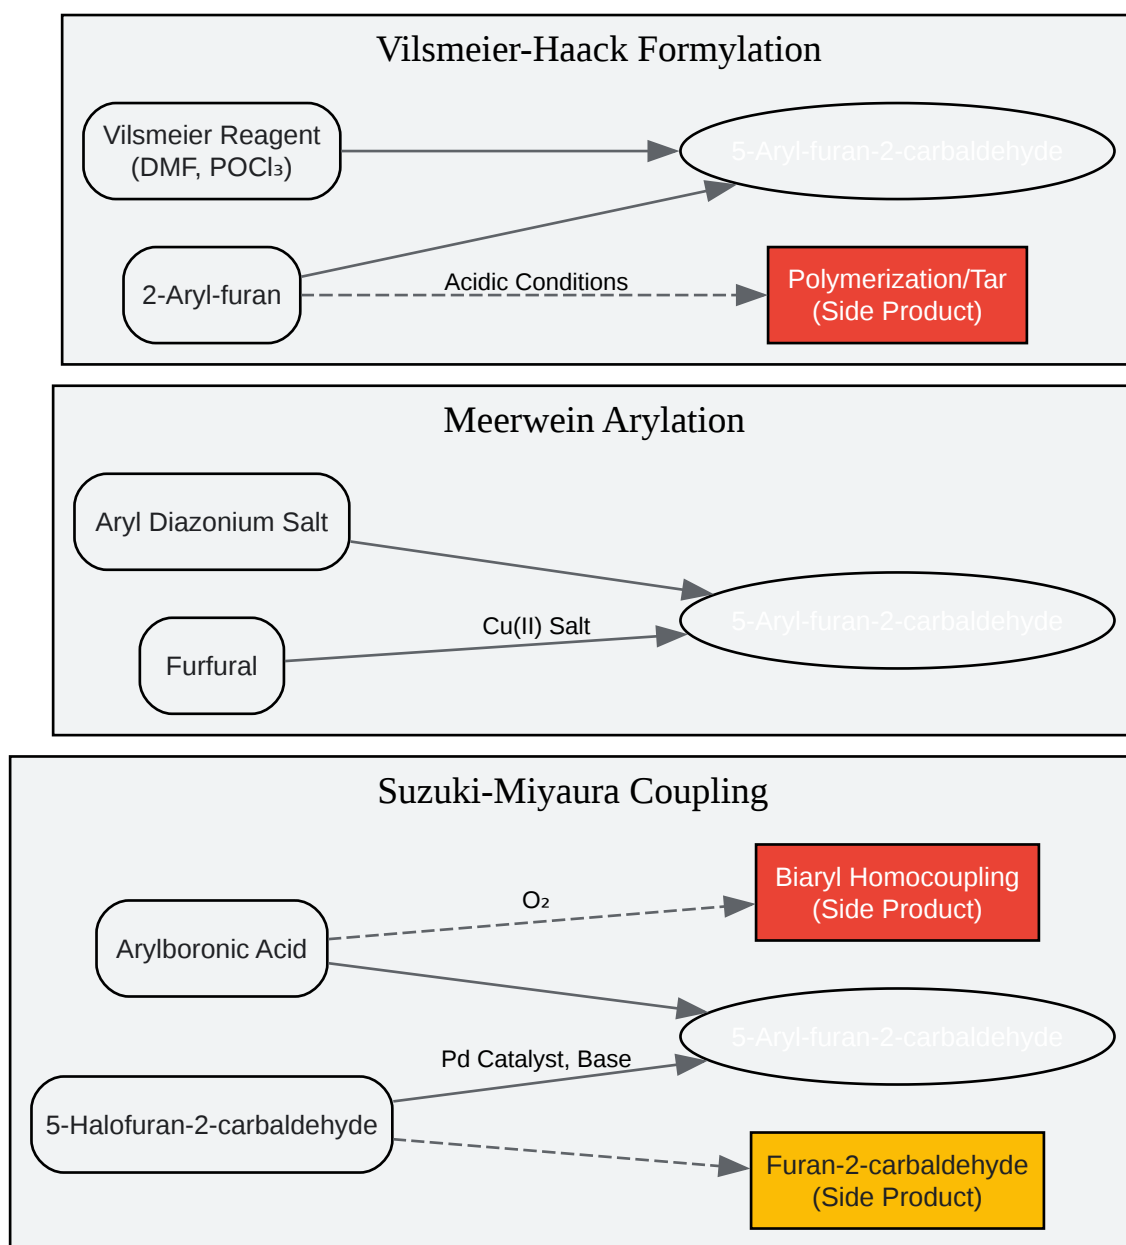 Vilsmeier-Haack Formylation
Vilsmeier Reagent
(DMF, POCl₃)
5-Aryl-furan-2-carbaldehyde
2-Aryl-furan
Acidic Conditions
Polymerization/Tar
(Side Product)
Meerwein Arylation
Aryl Diazonium Salt
5-Aryl-furan-2-carbaldehyde
Cu(II) Salt
Furfural
Suzuki-Miyaura Coupling
Biaryl Homocoupling
(Side Product)
O₂
Arylboronic Acid
5-Aryl-furan-2-carbaldehyde
Pd Catalyst, Base
5-Halofuran-2-carbaldehyde
Furan-2-carbaldehyde
(Side Product)